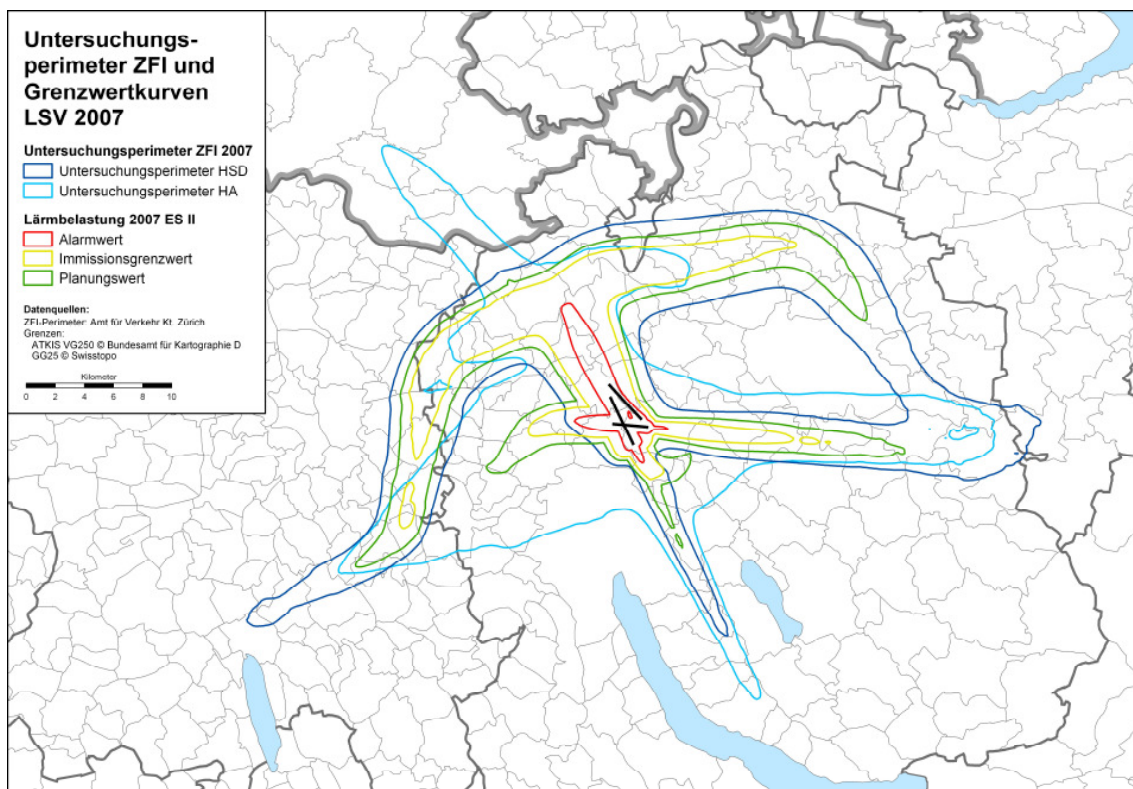 Untersuchungs-
perimeter ZFI und
Grenzwertkurven
LSV 2007
Untersuchungsperimeter ZFI 2007
Untersuchungsperimeter HSD
Untersuchungsperimeter HA
Lärmbelastung 2007 ES II
Alarmwert
Immissionsgrenzwert
Planungswert
Datenquellen:
ZFI-Perimeter: Amt für Verkehr Kt. Zürich
Grenzen:
ATKIS VG250 © Bundesamt für Kartographie D
GG25 © Swisstopo
Kilometer
0 2 4 6 8 10